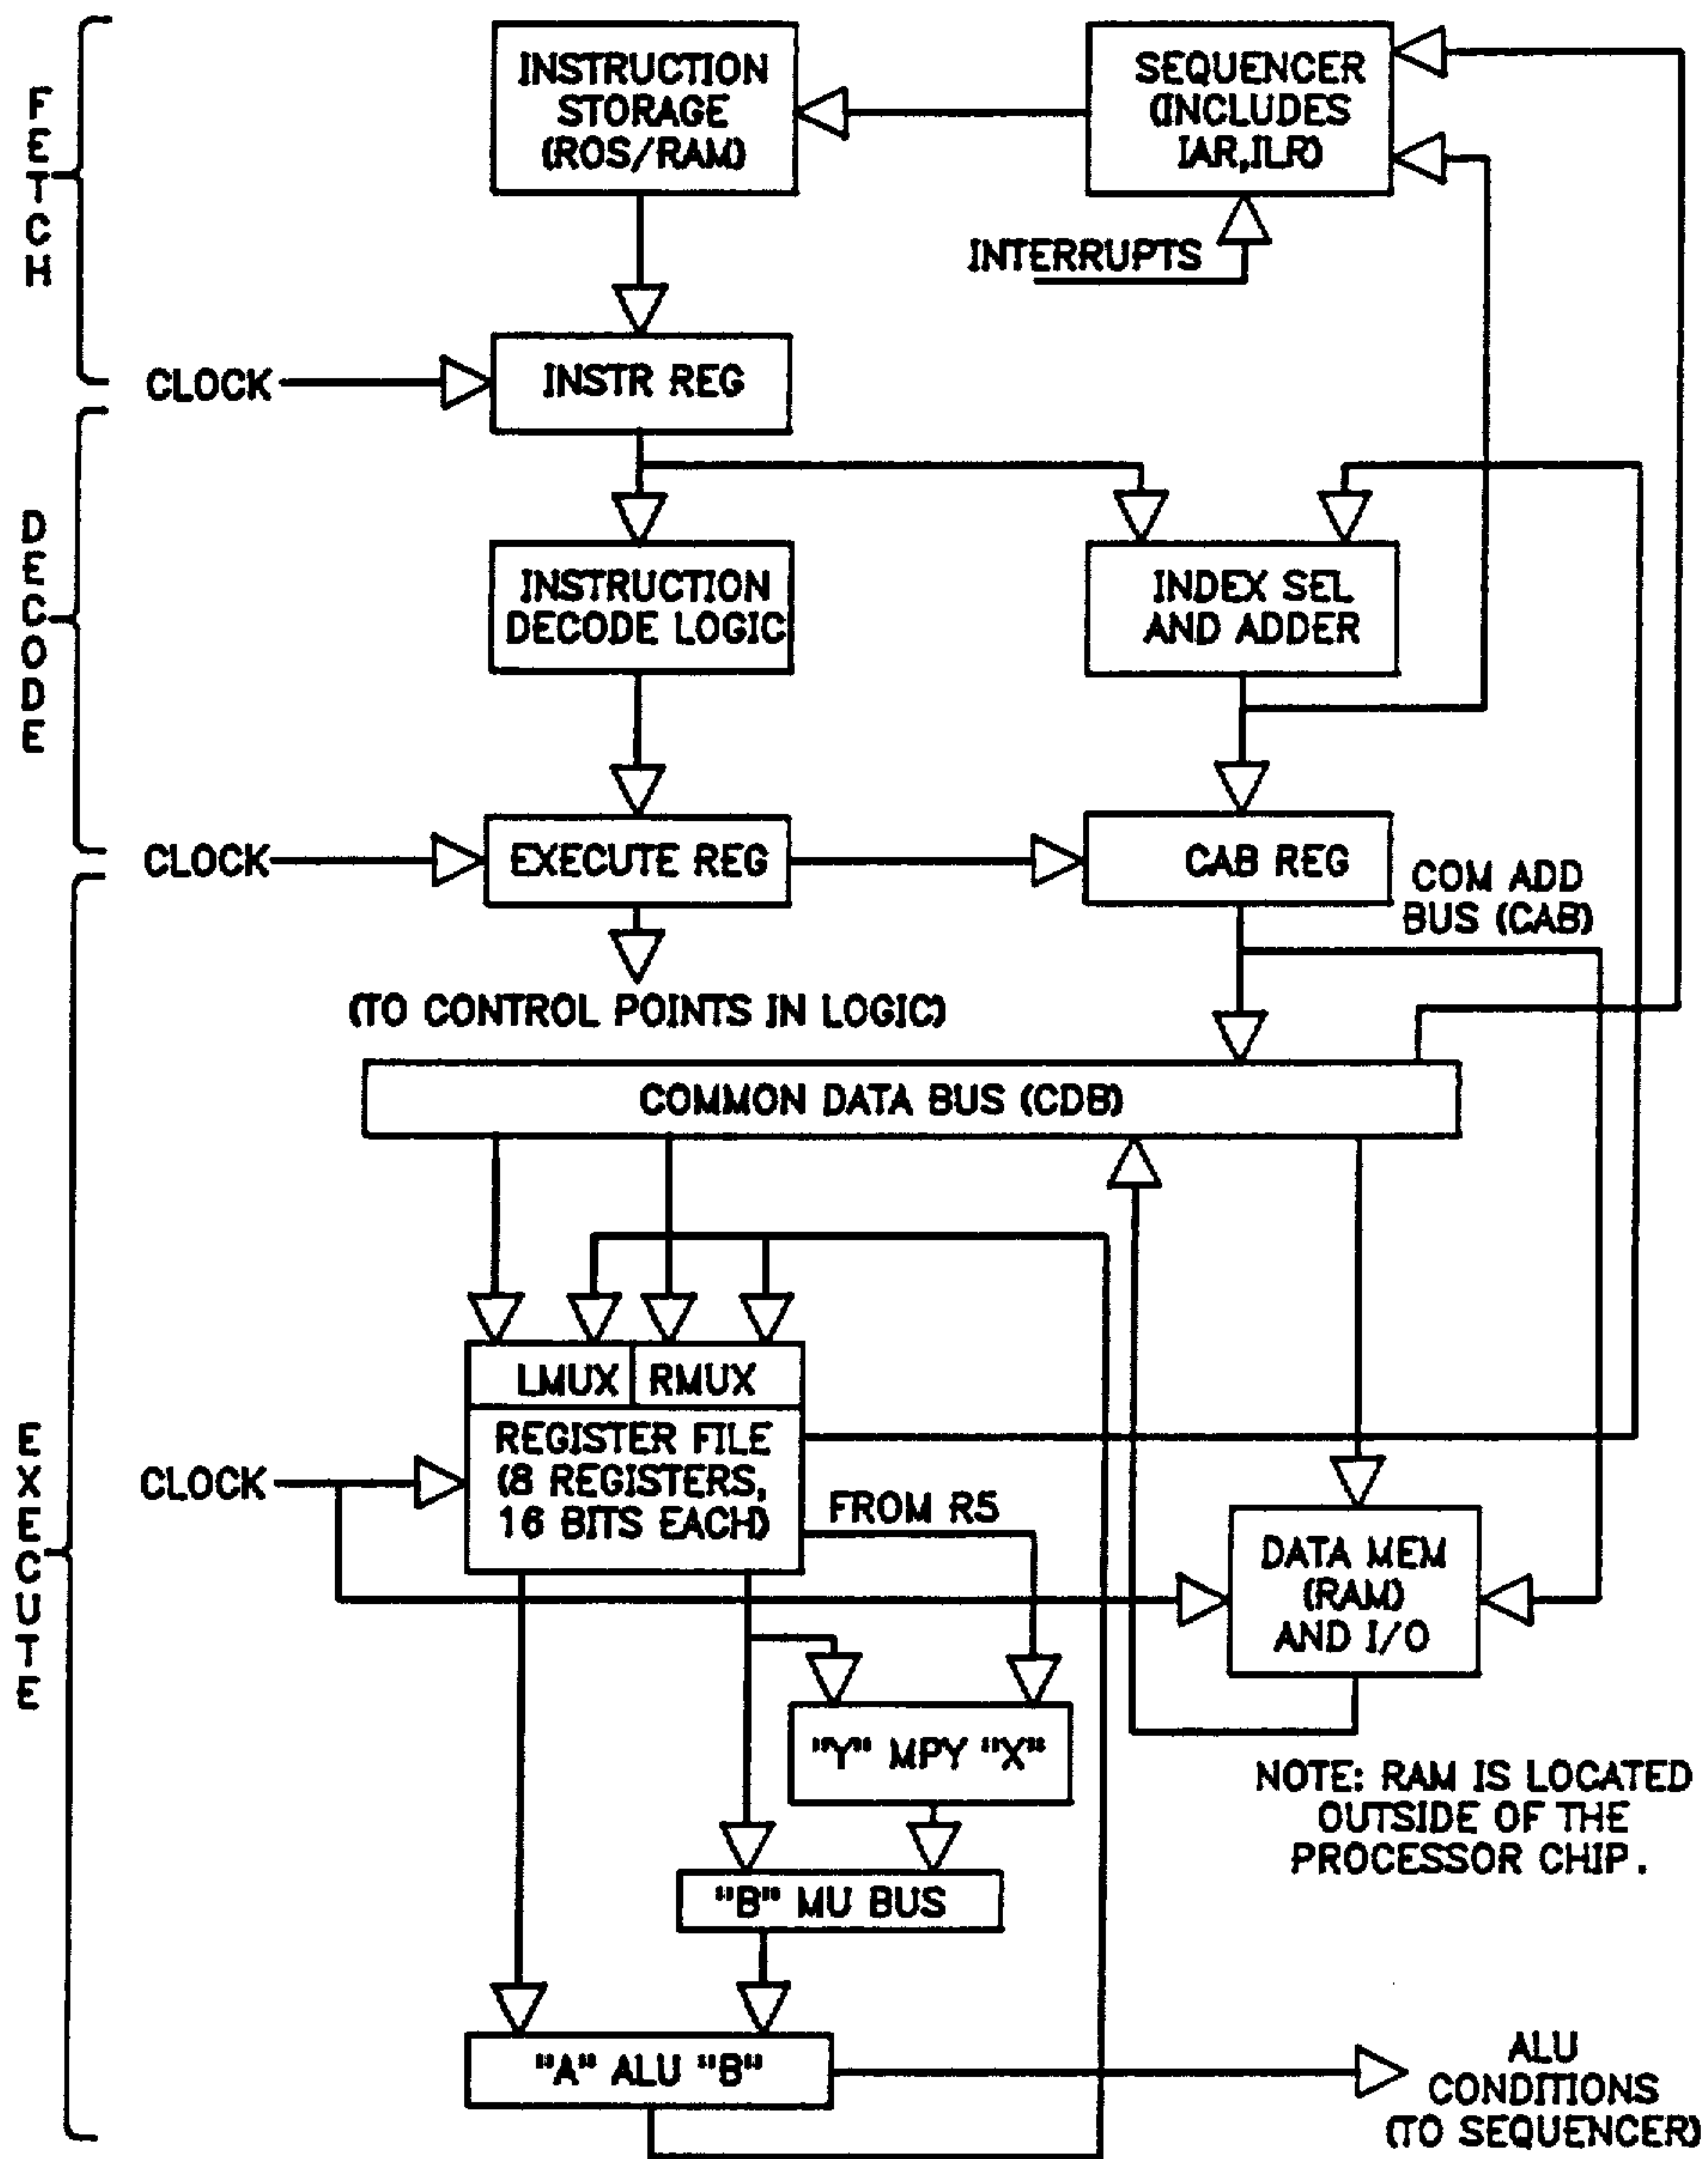 FETCH
INSTRUCTION
STORAGE
(ROS/RAM)
SEQUENCER
(INCLUDES
IAR,ILR)
INTERRUPTS
CLOCK
INSTR REG
DECODE
INSTRUCTION
DECODE LOGIC
INDEX SEL
AND ADDER
CLOCK
EXECUTE REG
CAB REG
COM ADD
BUS (CAB)
(TO CONTROL POINTS IN LOGIC)
COMMON DATA BUS (CDB)
EXECUTE
LMUX
RMUX
CLOCK
REGISTER FILE
(8 REGISTERS,
16 BITS EACH)
FROM R5
DATA MEM
(RAM)
AND I/O
"Y" MPY "X"
NOTE: RAM IS LOCATED
OUTSIDE OF THE
PROCESSOR CHIP.
"B" MU BUS
"A" ALU "B"
ALU
CONDITIONS
(TO SEQUENCER)